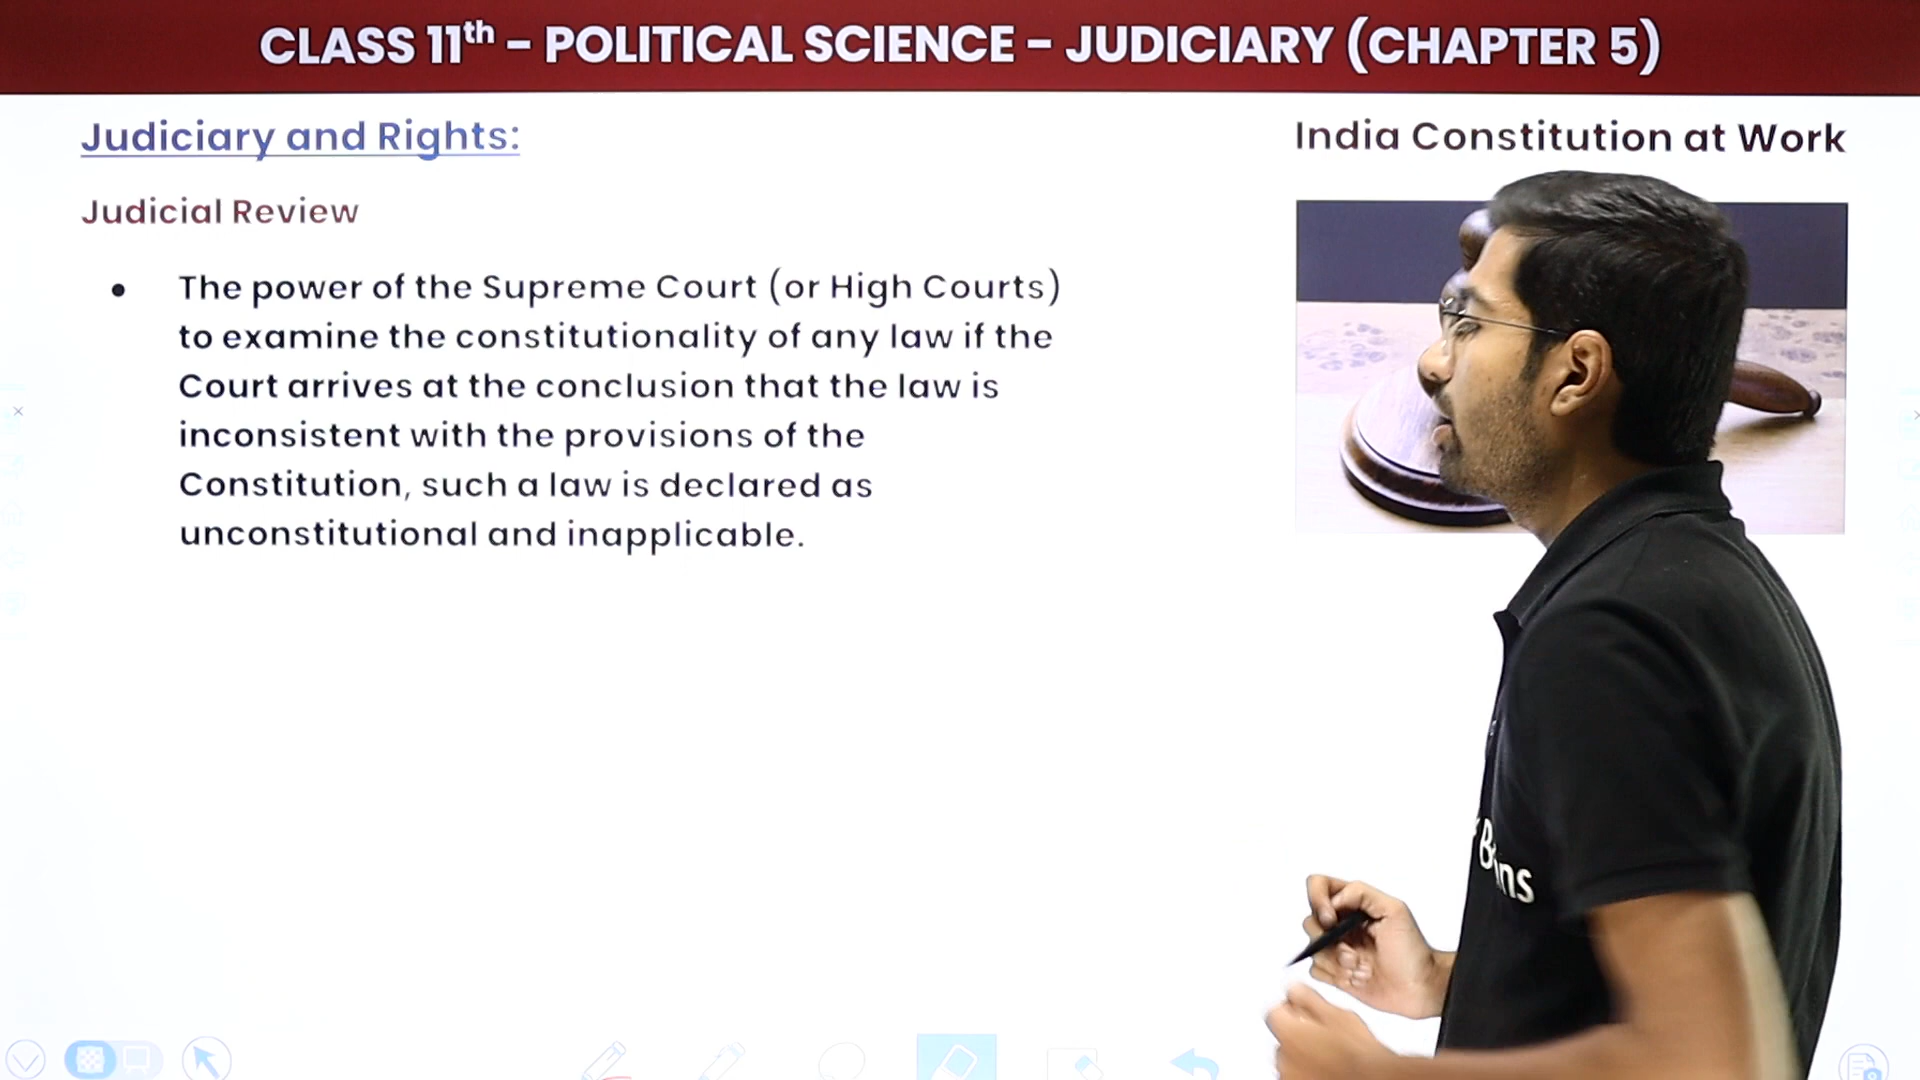 CLASS 11th – POLITICAL SCIENCE – JUDICIARY (CHAPTER 5)
Judiciary and Rights:
India Constitution at Work
Judicial Review
• The power of the Supreme Court (or High Courts)
to examine the constitutionality of any law if the
Court arrives at the conclusion that the law is
inconsistent with the provisions of the
Constitution, such a law is declared as
unconstitutional and inapplicable.